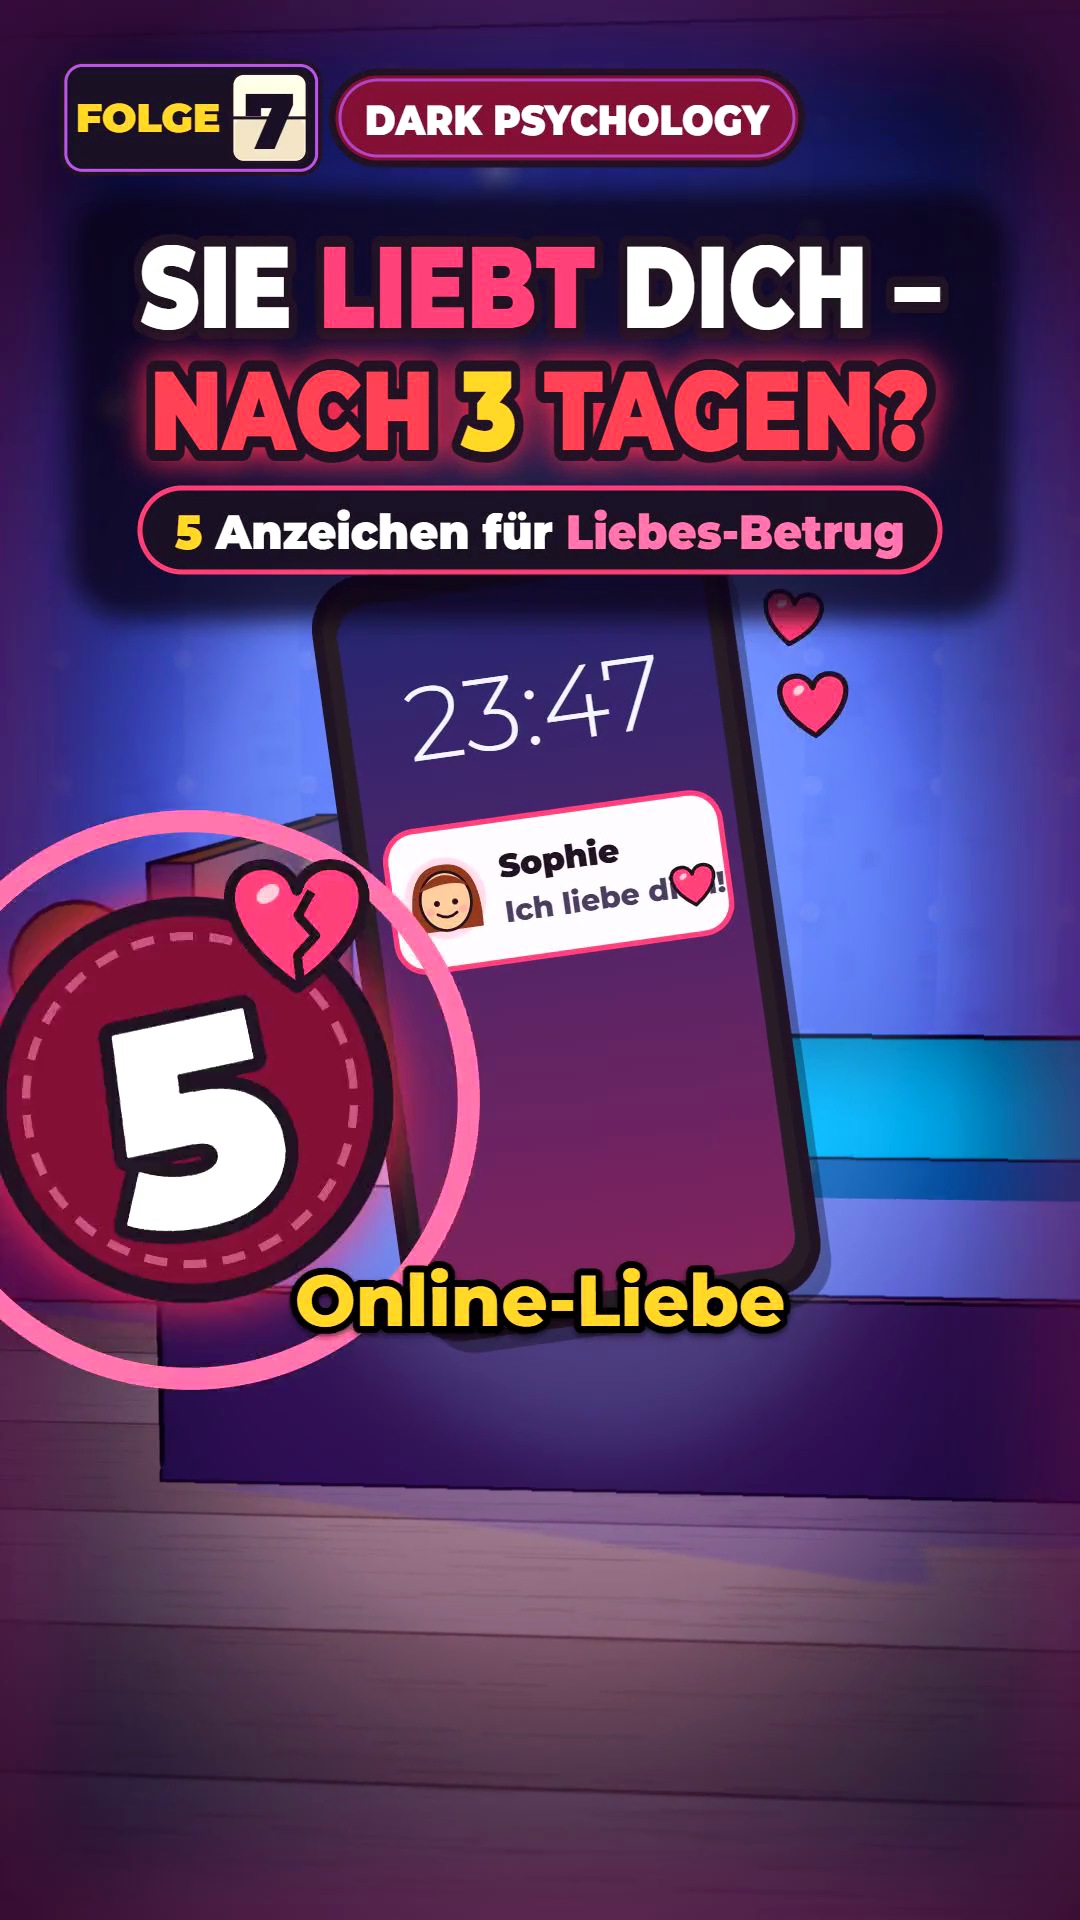 FOLGE 7
DARK PSYCHOLOGY
SIE LIEBT DICH –
NACH 3 TAGEN?
5 Anzeichen für Liebes-Betrug
23:47
Sophie
Ich liebe
5
Online-Liebe